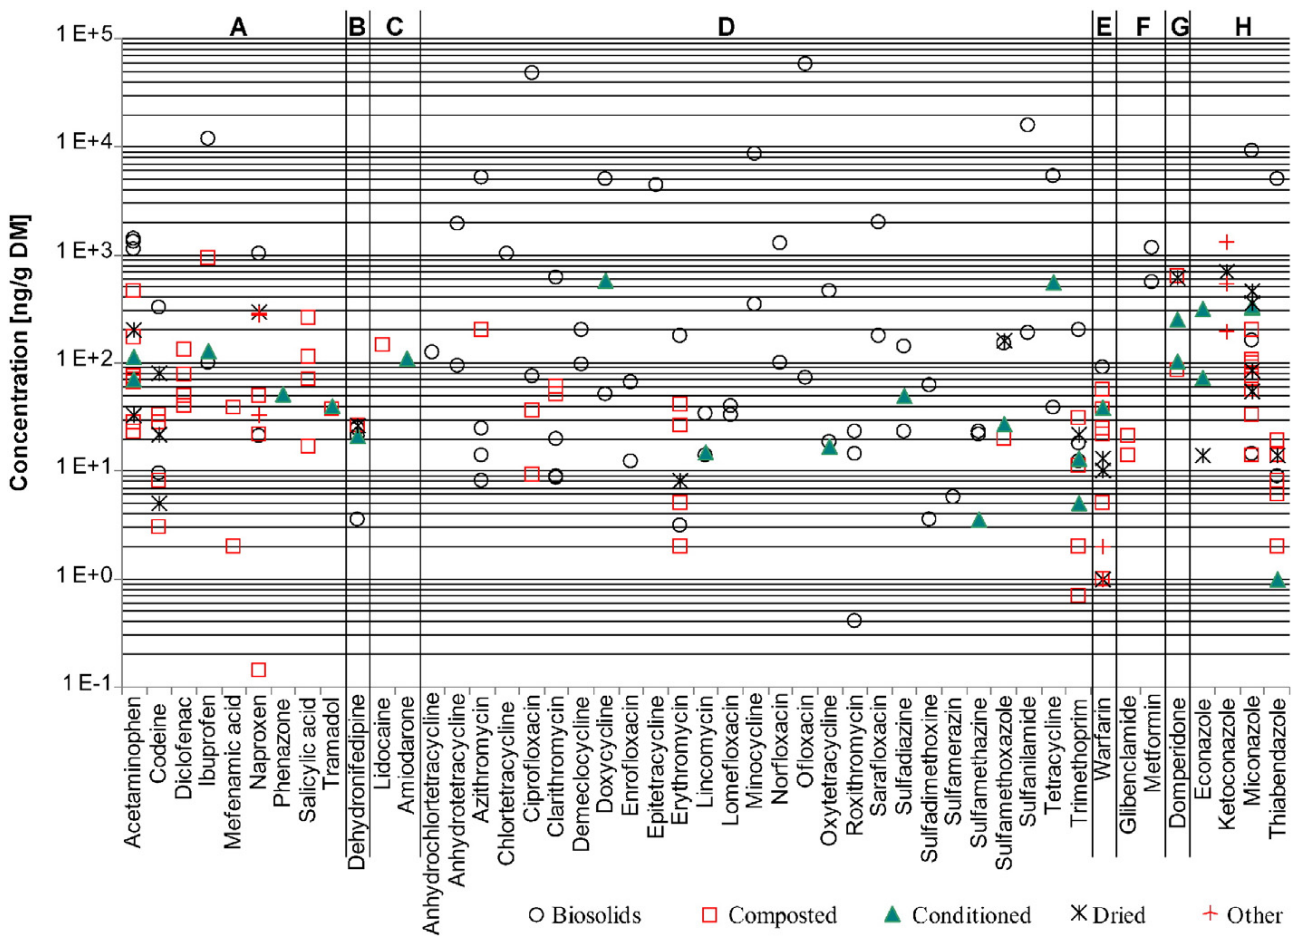 A B C D E F G H
1 E+5
1 E+4
1 E+3
1 E+2
1 E+1
1 E+0
1 E-1
Concentration [ng/g DM]
Acetaminophen
Codeine
Diclofenac
Ibuprofen
Mefenamic acid
Naproxen
Phenazone
Salicylic acid
Tramadol
Dehydronifedipine
Lidocaine
Amiodarone
Anhydrochlortetracycline
Anhydrotetracycline
Azithromycin
Chlortetracycline
Ciprofloxacin
Clarithromycin
Demeclocycline
Doxycycline
Enrofloxacin
Epitetracycline
Erythromycin
Lincomycin
Lomefloxacin
Minocycline
Norfloxacin
Ofloxacin
Oxytetracycline
Roxithromycin
Sarafloxacin
Sulfadiazine
Sulfadimethoxine
Sulfamerazin
Sulfamethazine
Sulfamethoxazole
Sulfanilamide
Tetracycline
Trimethoprim
Warfarin
Glibenclamide
Metformin
Domperidone
Econazole
Ketoconazole
Miconazole
Thiabendazole
Biosolids Composted Conditioned Dried Other